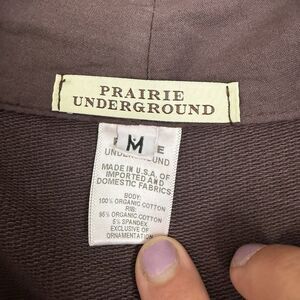 PRAIRIE
UNDERGROUND
M
E
UNDERGROUND
MADE IN U.S.A. OF
IMPORTED AND
DOMESTIC FABRICS
BODY:
100% ORGANIC COTTON
RIB:
95% ORGANIC COTTON
5% SPANDEX
EXCLUSIVE OF
ORNAMENTATION